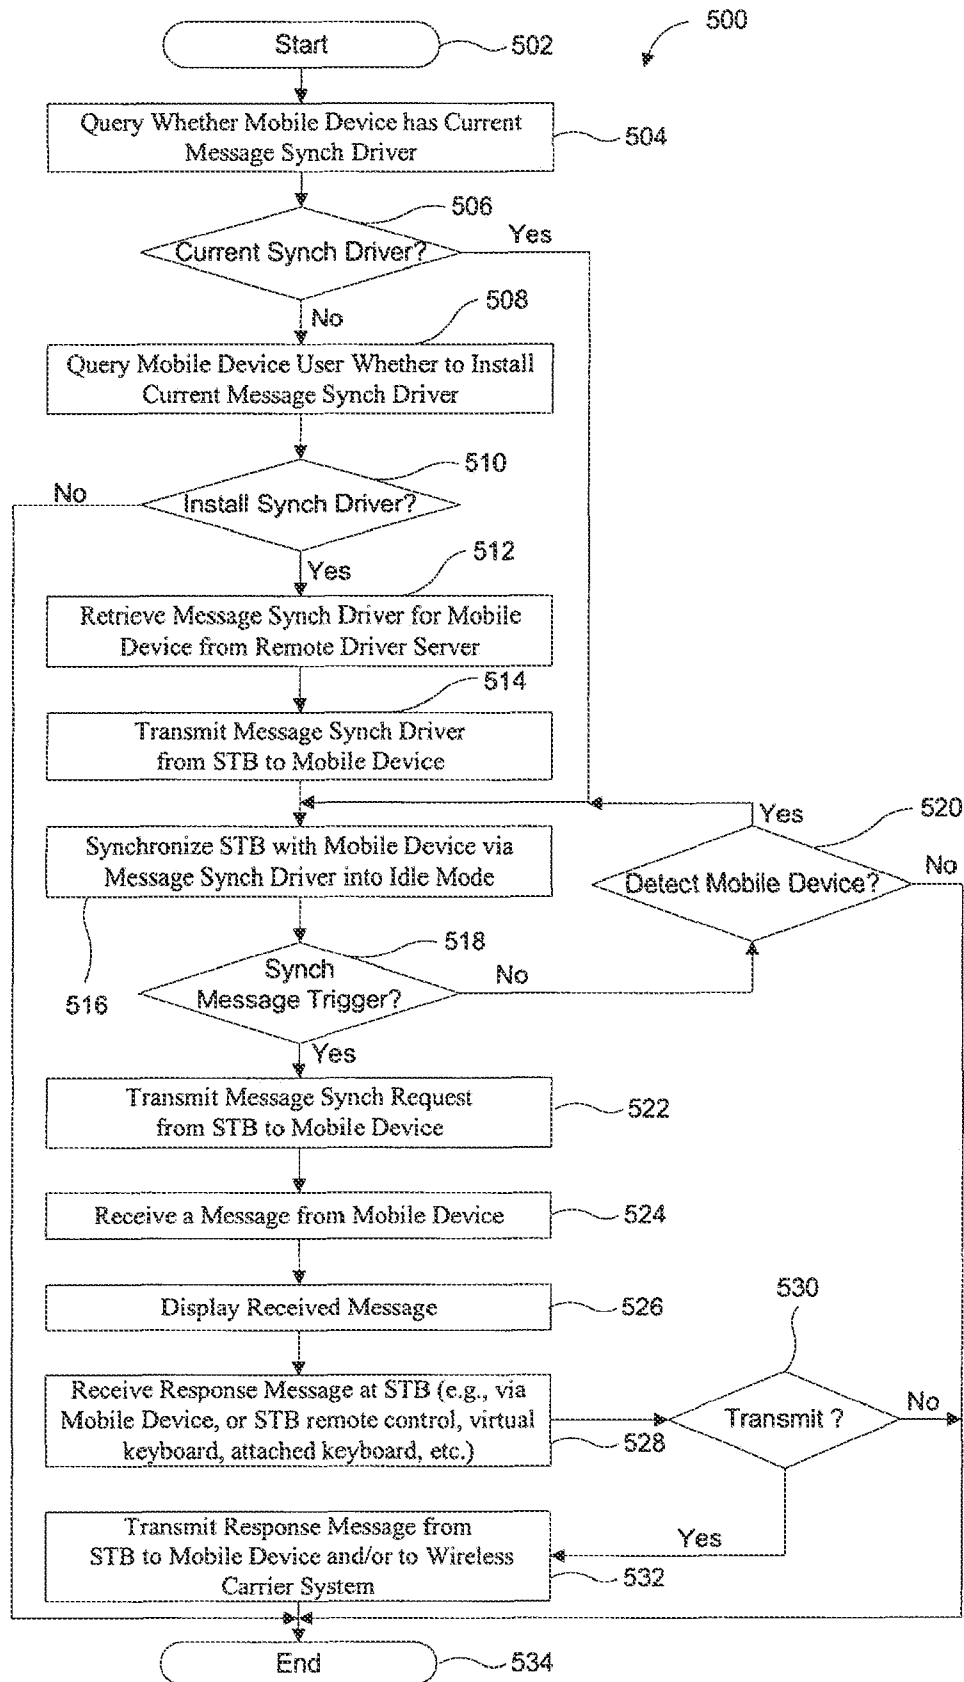 500
Start
502
Query Whether Mobile Device has Current
Message Synch Driver
504
506
Current Synch Driver?
Yes
No
508
Query Mobile Device User Whether to Install
Current Message Synch Driver
510
No
Install Synch Driver?
Yes
512
Retrieve Message Synch Driver for Mobile
Device from Remote Driver Server
514
Transmit Message Synch Driver
from STB to Mobile Device
Yes
520
Synchronize STB with Mobile Device via
Message Synch Driver into Idle Mode
Detect Mobile Device?
No
516
518
Synch
Message Trigger?
No
Yes
Transmit Message Synch Request
from STB to Mobile Device
522
Receive a Message from Mobile Device
524
Display Received Message
526
530
Receive Response Message at STB (e.g., via
Mobile Device, or STB remote control, virtual
keyboard, attached keyboard, etc.)
528
Transmit ?
No
Yes
Transmit Response Message from
STB to Mobile Device and/or to Wireless
Carrier System
532
End
534